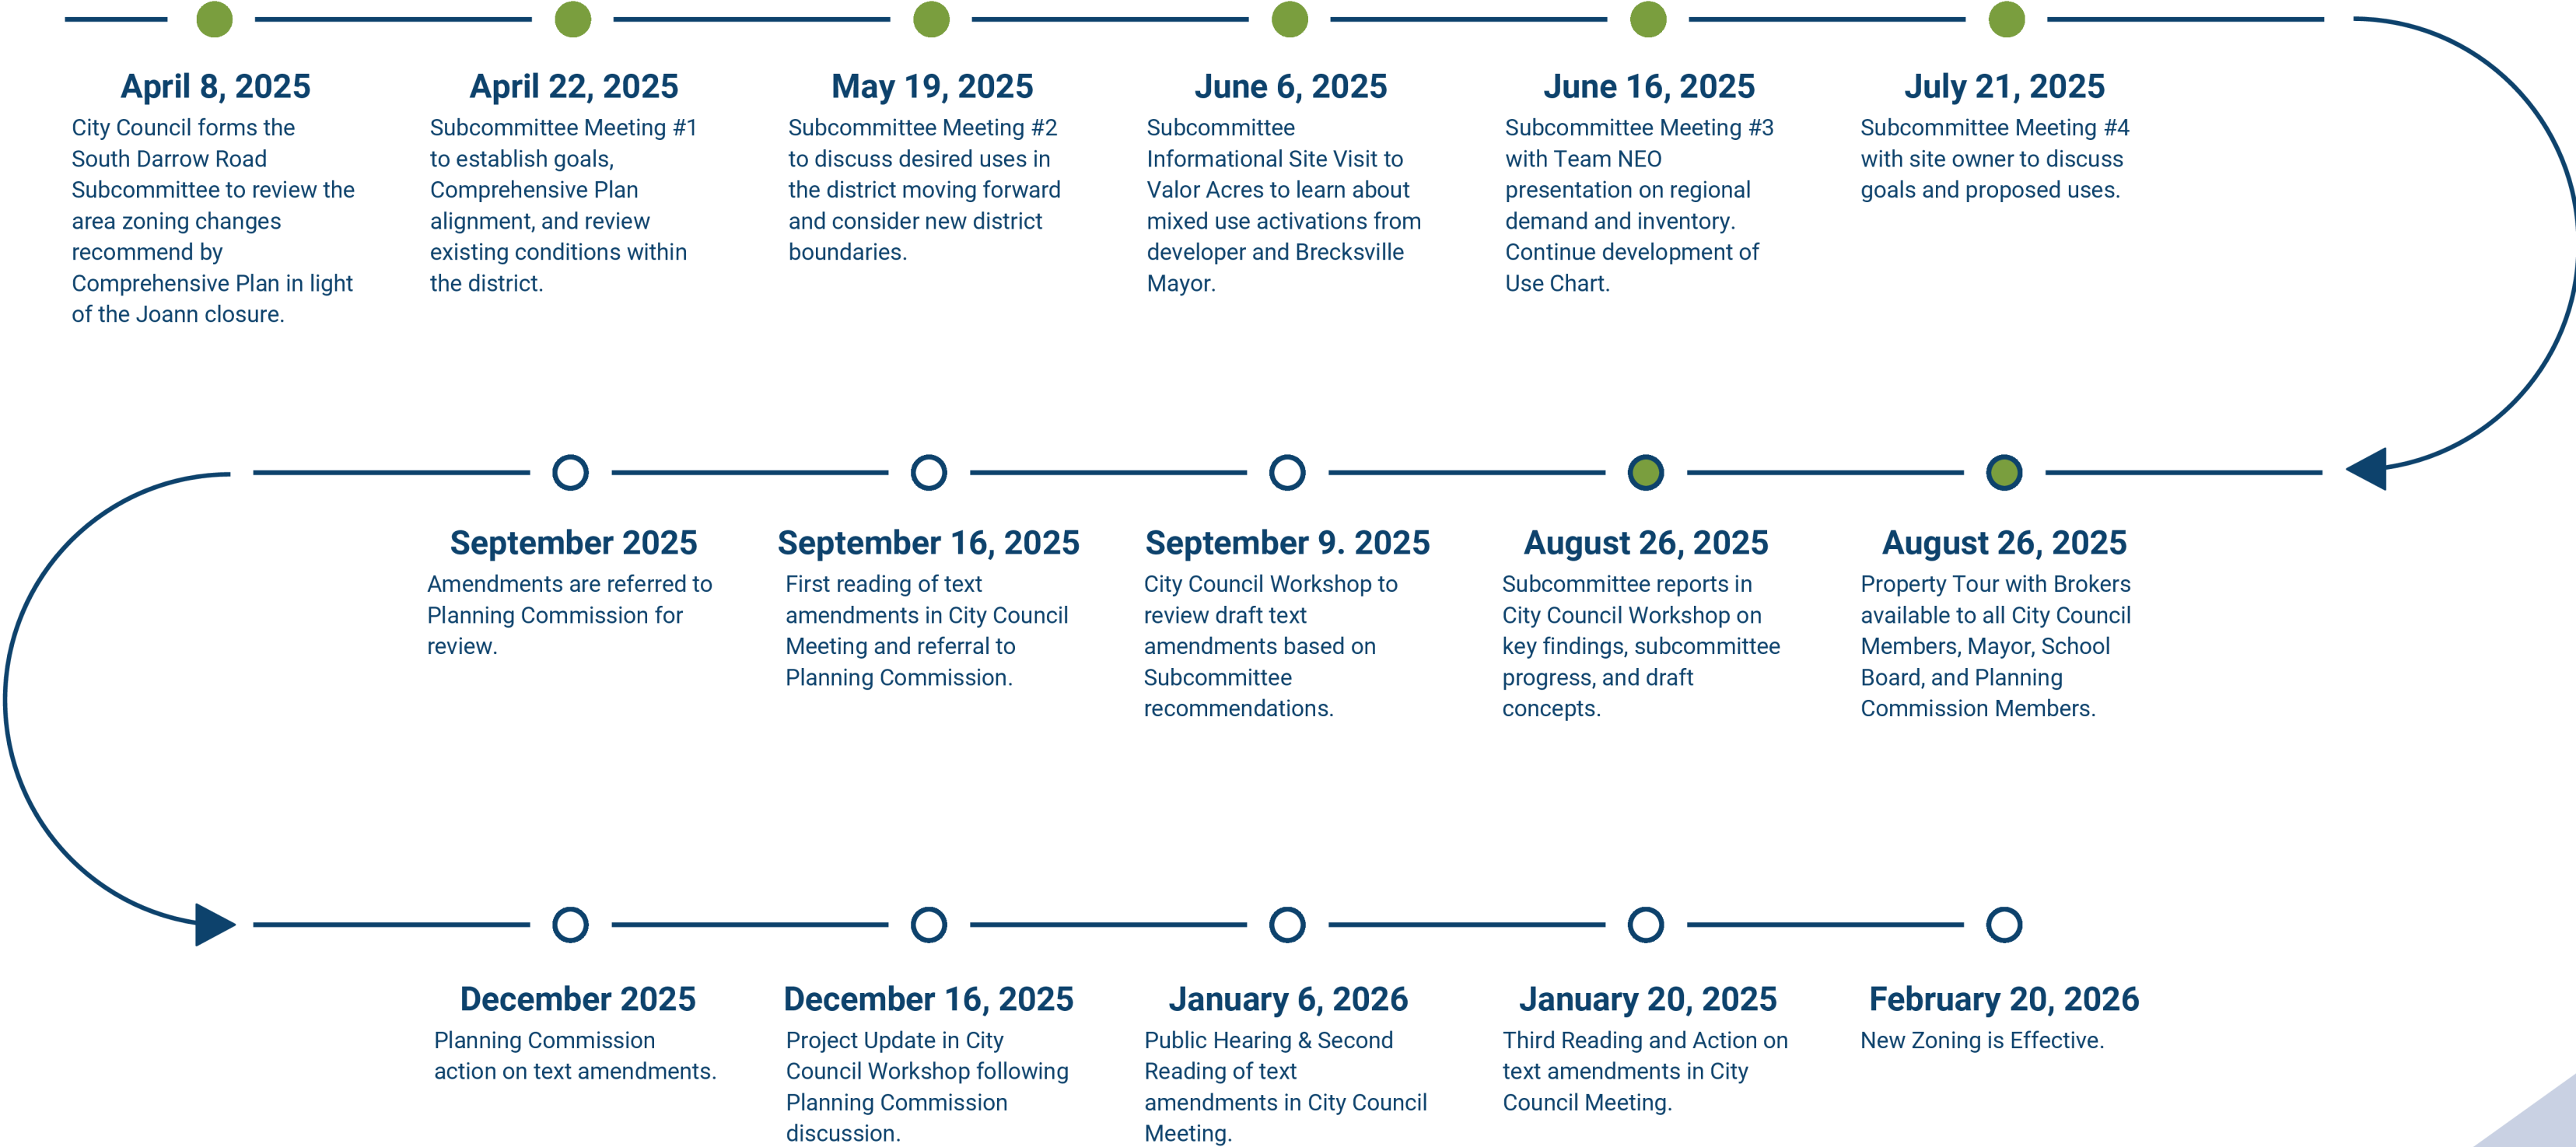 April 8, 2025
City Council forms the
South Darrow Road
Subcommittee to review the
area zoning changes
recommend by
Comprehensive Plan in light
of the Joann closure.
April 22, 2025
Subcommittee Meeting #1
to establish goals,
Comprehensive Plan
alignment, and review
existing conditions within
the district.
May 19, 2025
Subcommittee Meeting #2
to discuss desired uses in
the district moving forward
and consider new district
boundaries.
June 6, 2025
Subcommittee
Informational Site Visit to
Valor Acres to learn about
mixed use activations from
developer and Brecksville
Mayor.
June 16, 2025
Subcommittee Meeting #3
with Team NEO
presentation on regional
demand and inventory.
Continue development of
Use Chart.
July 21, 2025
Subcommittee Meeting #4
with site owner to discuss
goals and proposed uses.
August 26, 2025
Property Tour with Brokers
available to all City Council
Members, Mayor, School
Board, and Planning
Commission Members.
August 26, 2025
Subcommittee reports in
City Council Workshop on
key findings, subcommittee
progress, and draft
concepts.
September 9. 2025
City Council Workshop to
review draft text
amendments based on
Subcommittee
recommendations.
September 16, 2025
First reading of text
amendments in City Council
Meeting and referral to
Planning Commission.
September 2025
Amendments are referred to
Planning Commission for
review.
December 2025
Planning Commission
action on text amendments.
December 16, 2025
Project Update in City
Council Workshop following
Planning Commission
discussion.
January 6, 2026
Public Hearing & Second
Reading of text
amendments in City Council
Meeting.
January 20, 2025
Third Reading and Action on
text amendments in City
Council Meeting.
February 20, 2026
New Zoning is Effective.